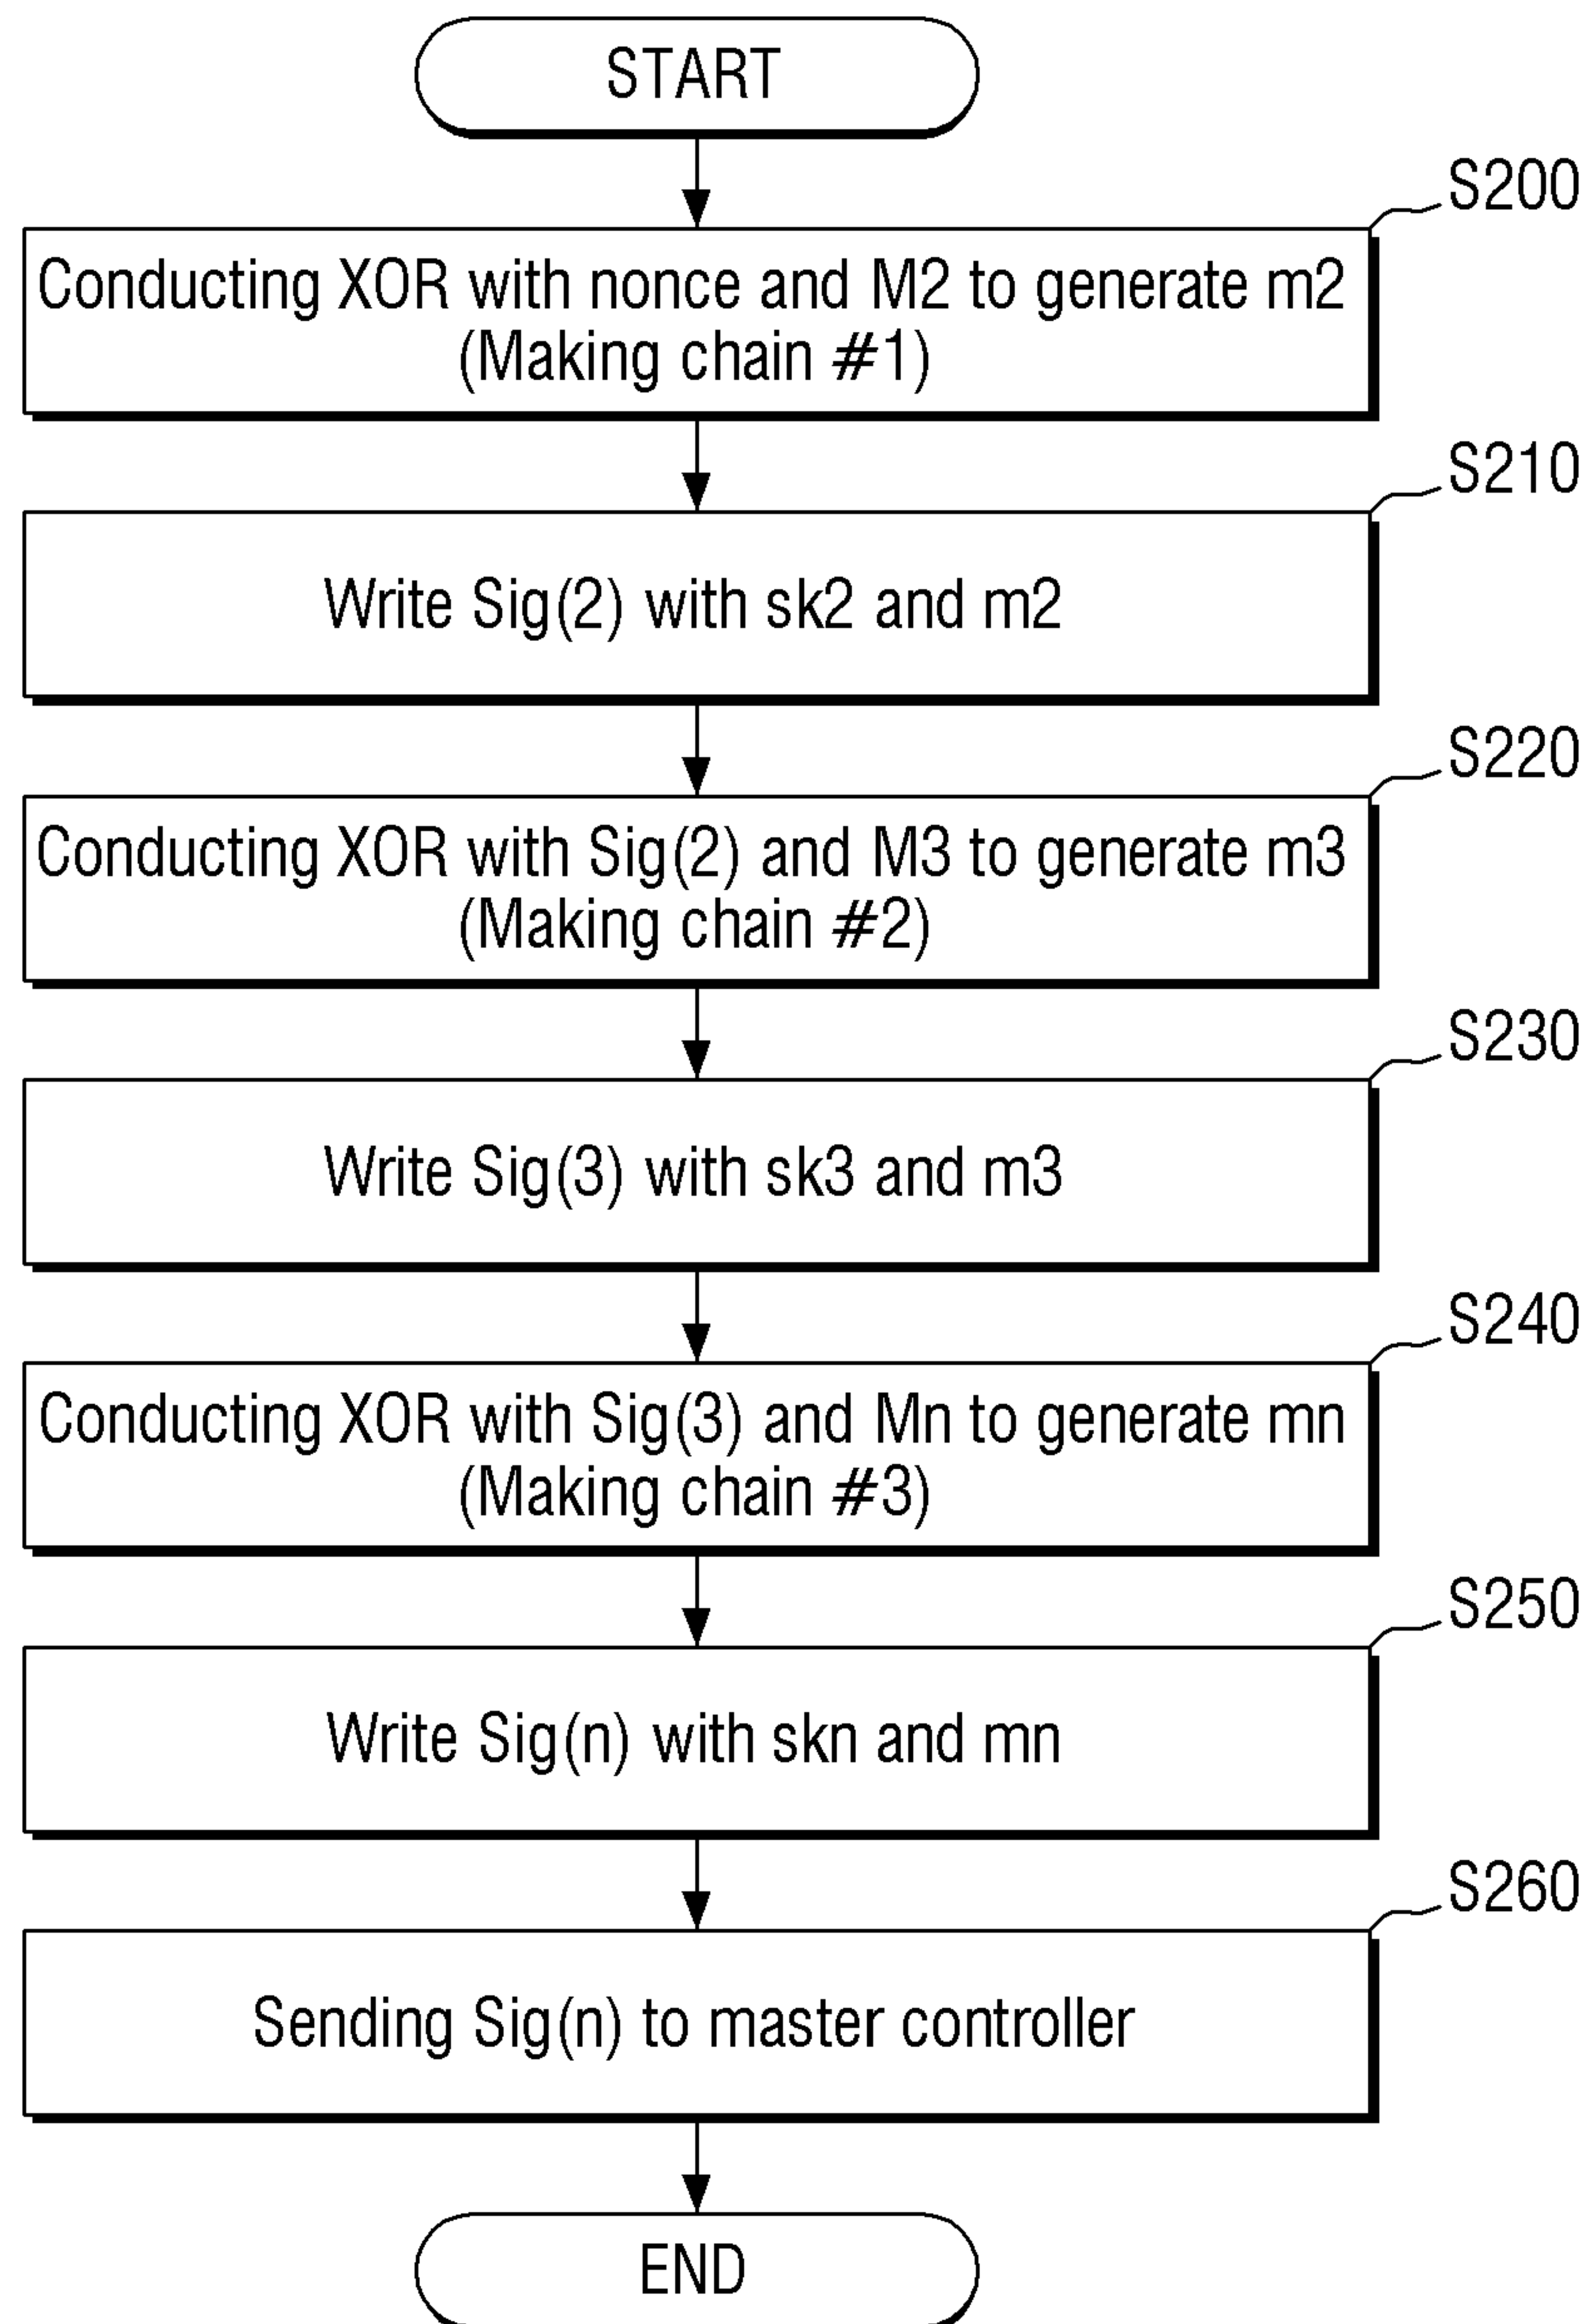 START
S200
Conducting XOR with nonce and M2 to generate m2
(Making chain #1)
S210
Write Sig(2) with sk2 and m2
S220
Conducting XOR with Sig(2) and M3 to generate m3
(Making chain #2)
S230
Write Sig(3) with sk3 and m3
S240
Conducting XOR with Sig(3) and Mn to generate mn
(Making chain #3)
S250
Write Sig(n) with skn and mn
S260
Sending Sig(n) to master controller
END